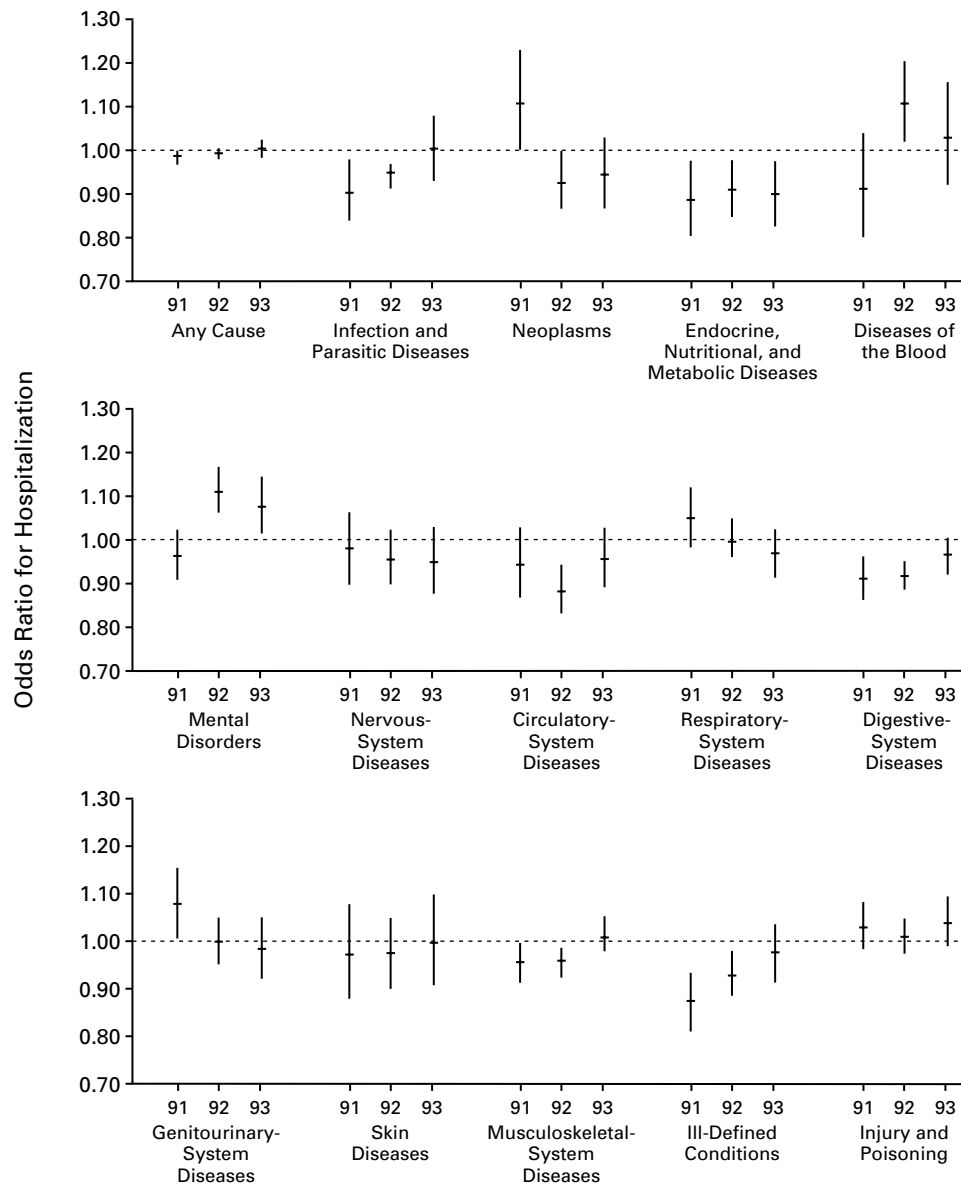 Odds Ratio for Hospitalization
1.30
1.20
1.10
1.00
0.90
0.80
0.70
91 92 93 91 92 93 91 92 93 91 92 93 91 92 93
Any Cause
Infection and
Parasitic Diseases
Neoplasms
Endocrine,
Nutritional, and
Metabolic Diseases
Diseases of
the Blood
1.30
1.20
1.10
1.00
0.90
0.80
0.70
91 92 93 91 92 93 91 92 93 91 92 93 91 92 93
Mental
Disorders
Nervous-
System
Diseases
Circulatory-
System
Diseases
Respiratory-
System
Diseases
Digestive-
System
Diseases
1.30
1.20
1.10
1.00
0.90
0.80
0.70
91 92 93 91 92 93 91 92 93 91 92 93 91 92 93
Genitourinary-
System
Diseases
Skin
Diseases
Musculoskeletal-
System
Diseases
Ill-Defined
Conditions
Injury and
Poisoning